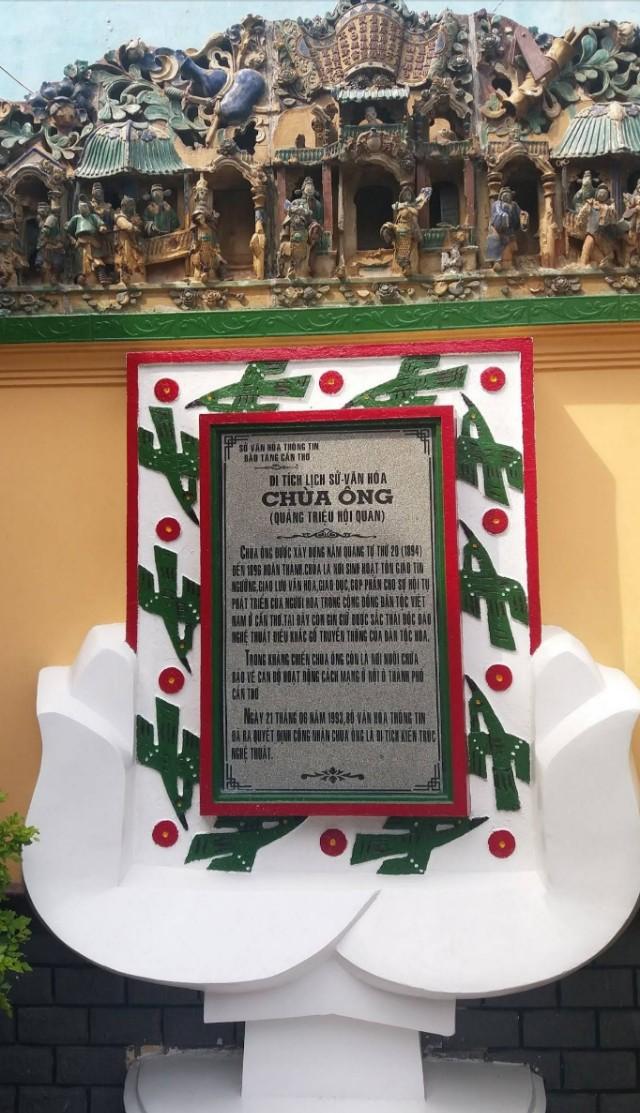 SỞ VĂN HÓA THÔNG TIN
BẢO TÀNG CẦN THƠ
DI TÍCH LỊCH SỬ-VĂN HÓA
CHÙA ÔNG
(QUẢNG TRIỆU HỘI QUÁN)
CHÙA ÔNG ĐƯỢC XÂY DỰNG NĂM QUANG TỰ THỨ 20 (1894)
ĐẾN 1896 HOÀN THÀNH.CHÙA LÀ NƠI SINH HOẠT TÔN GIÁO TÍN
NGƯỠNG,GIAO LƯU VĂN HÓA,GIÁO DỤC,GÓP PHẦN CHO SỰ HỘI TỤ
PHÁT TRIỂN CỦA NGƯỜI HOA TRONG CỘNG ĐỒNG DÂN TỘC VIỆT
NAM Ở CẦN THƠ.TẠI ĐÂY CÒN GIN GIỮ ĐƯỢC SẮC THÁI ĐỘC ĐÁO
NGHỆ THUẬT ĐIÊU KHẮC CỔ TRUYỀN THỐNG CỦA DÂN TỘC HOA.
TRONG KHÁNG CHIẾN CHÙA ÔNG CÒN LÀ NƠI NUÔI CHỨA
BẢO VỆ CÁN BỘ HOẠT ĐỘNG CÁCH MẠNG Ở NỘI Ô THÀNH PHỐ
CẦN THƠ
NGÀY 21 THÁNG 06 NĂM 1993,BỘ VĂN HÓA THÔNG TIN
ĐÃ RA QUYẾT ĐỊNH CÔNG NHẬN CHÙA ÔNG LÀ DI TÍCH KIẾN TRÚC
NGHỆ THUẬT.